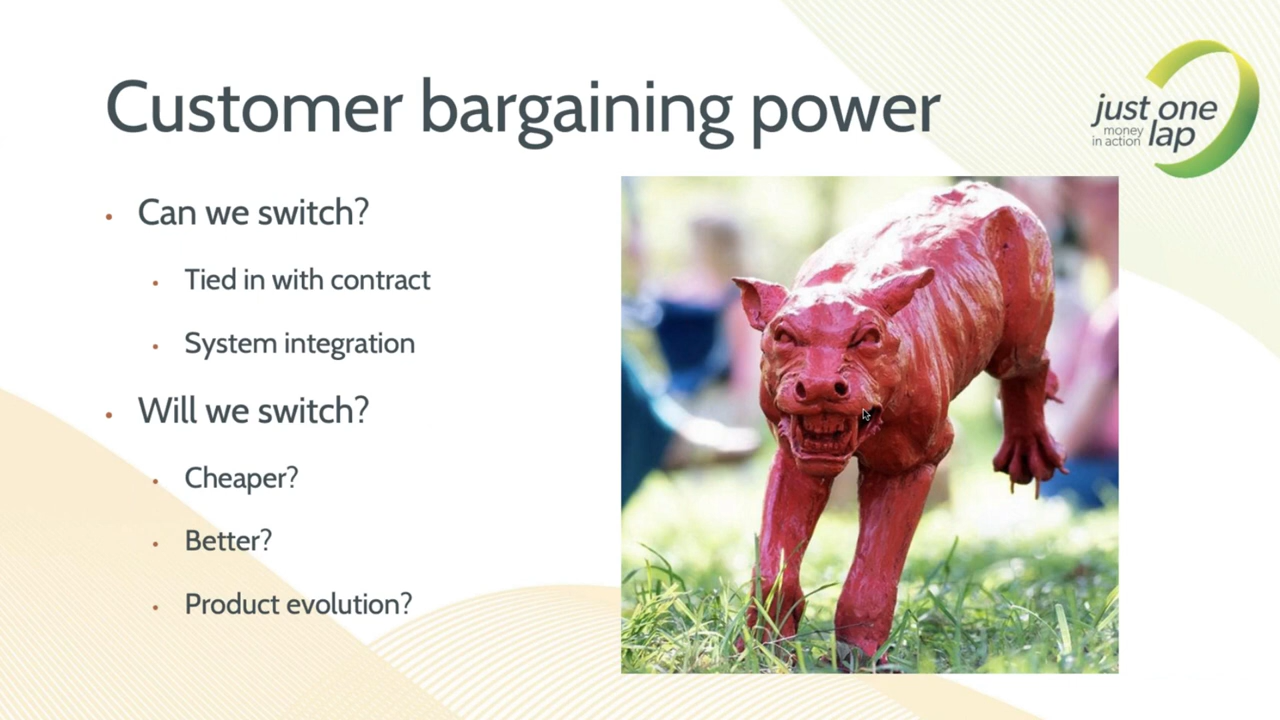 Customer bargaining power
just one
money
in action lap
Can we switch?
Tied in with contract
System integration
Will we switch?
Cheaper?
Better?
Product evolution?